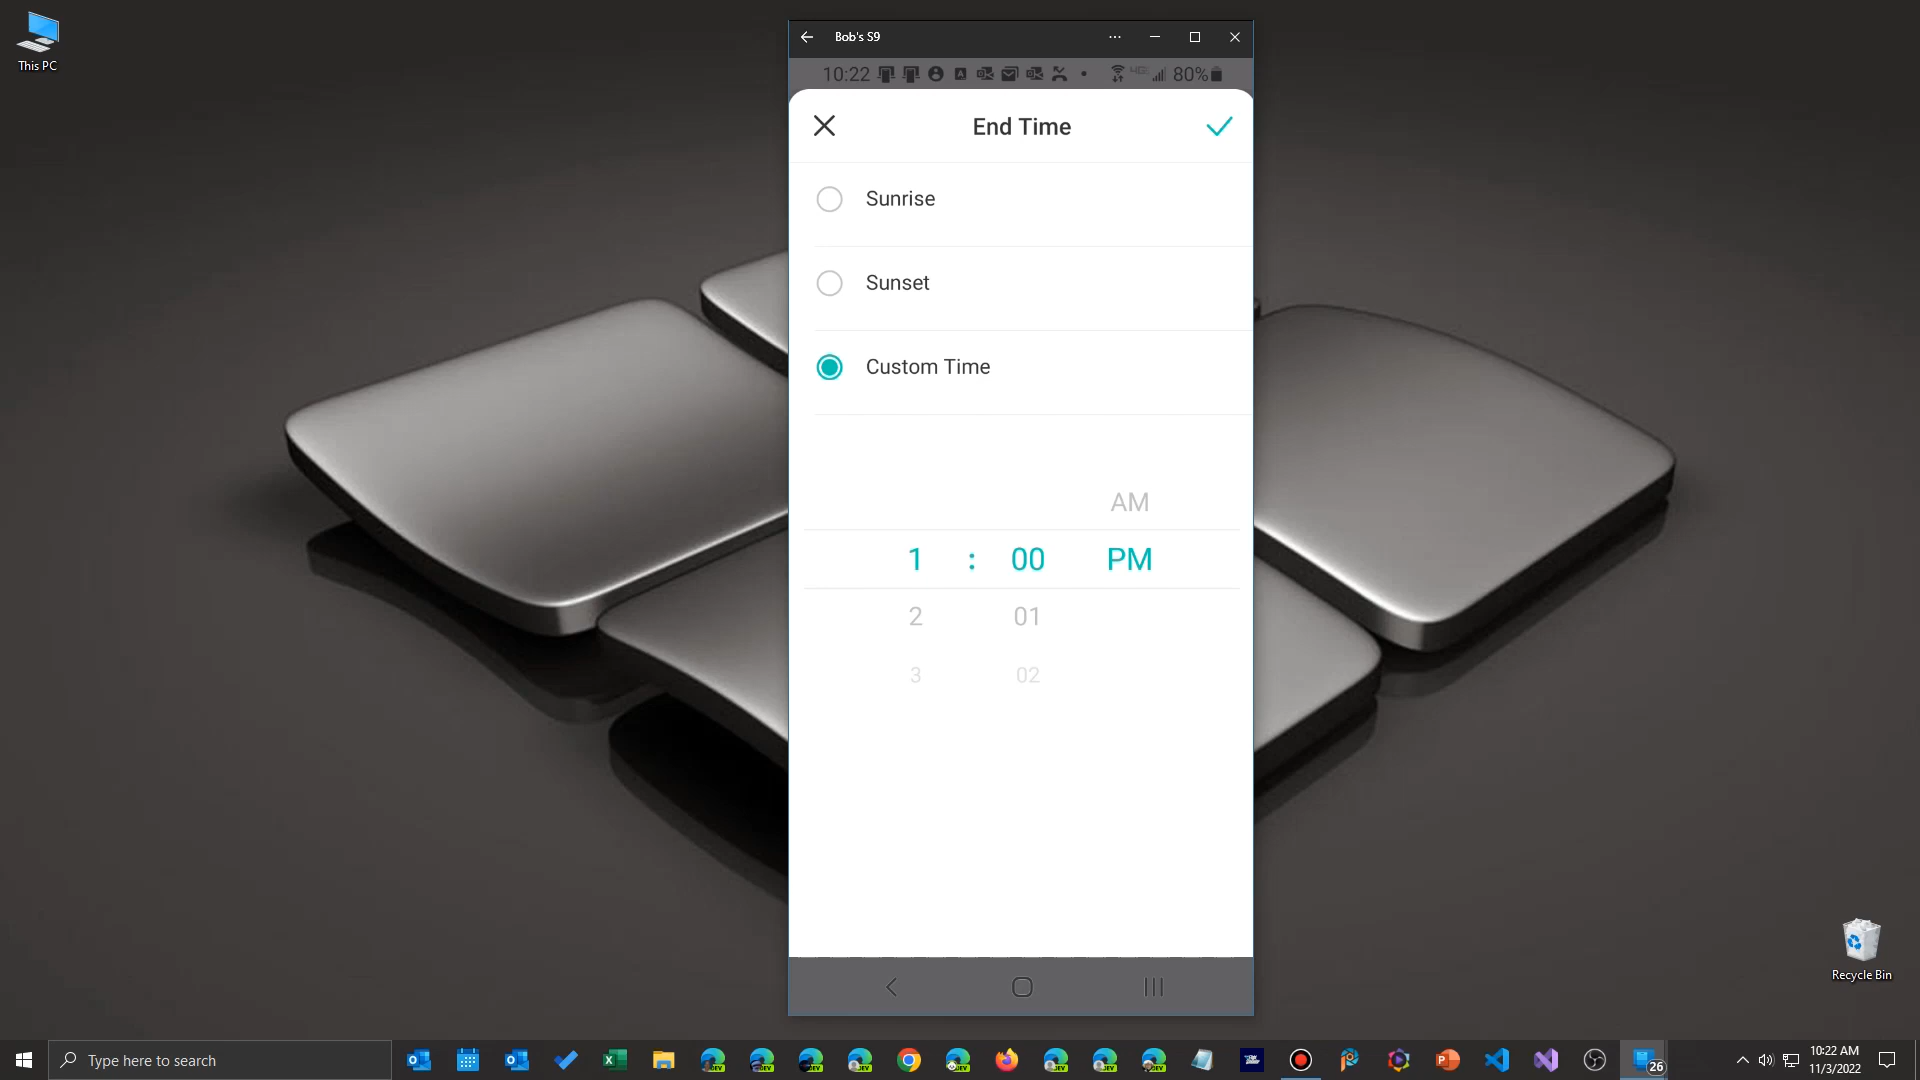 This PC
Bob's S9
10:22
80%
End Time
Sunrise
Sunset
Custom Time
AM
1 : 00 PM
2 01
3 02
Recycle Bin
Type here to search
26
10:22 AM
11/3/2022